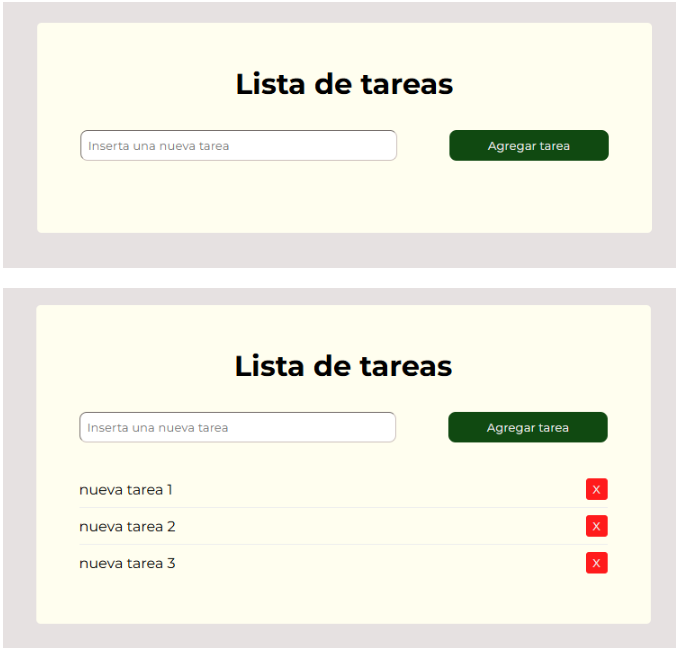 Lista de tareas
Inserta una nueva tarea
Agregar tarea
Lista de tareas
Inserta una nueva tarea
Agregar tarea
nueva tarea 1 X
nueva tarea 2 X
nueva tarea 3 X